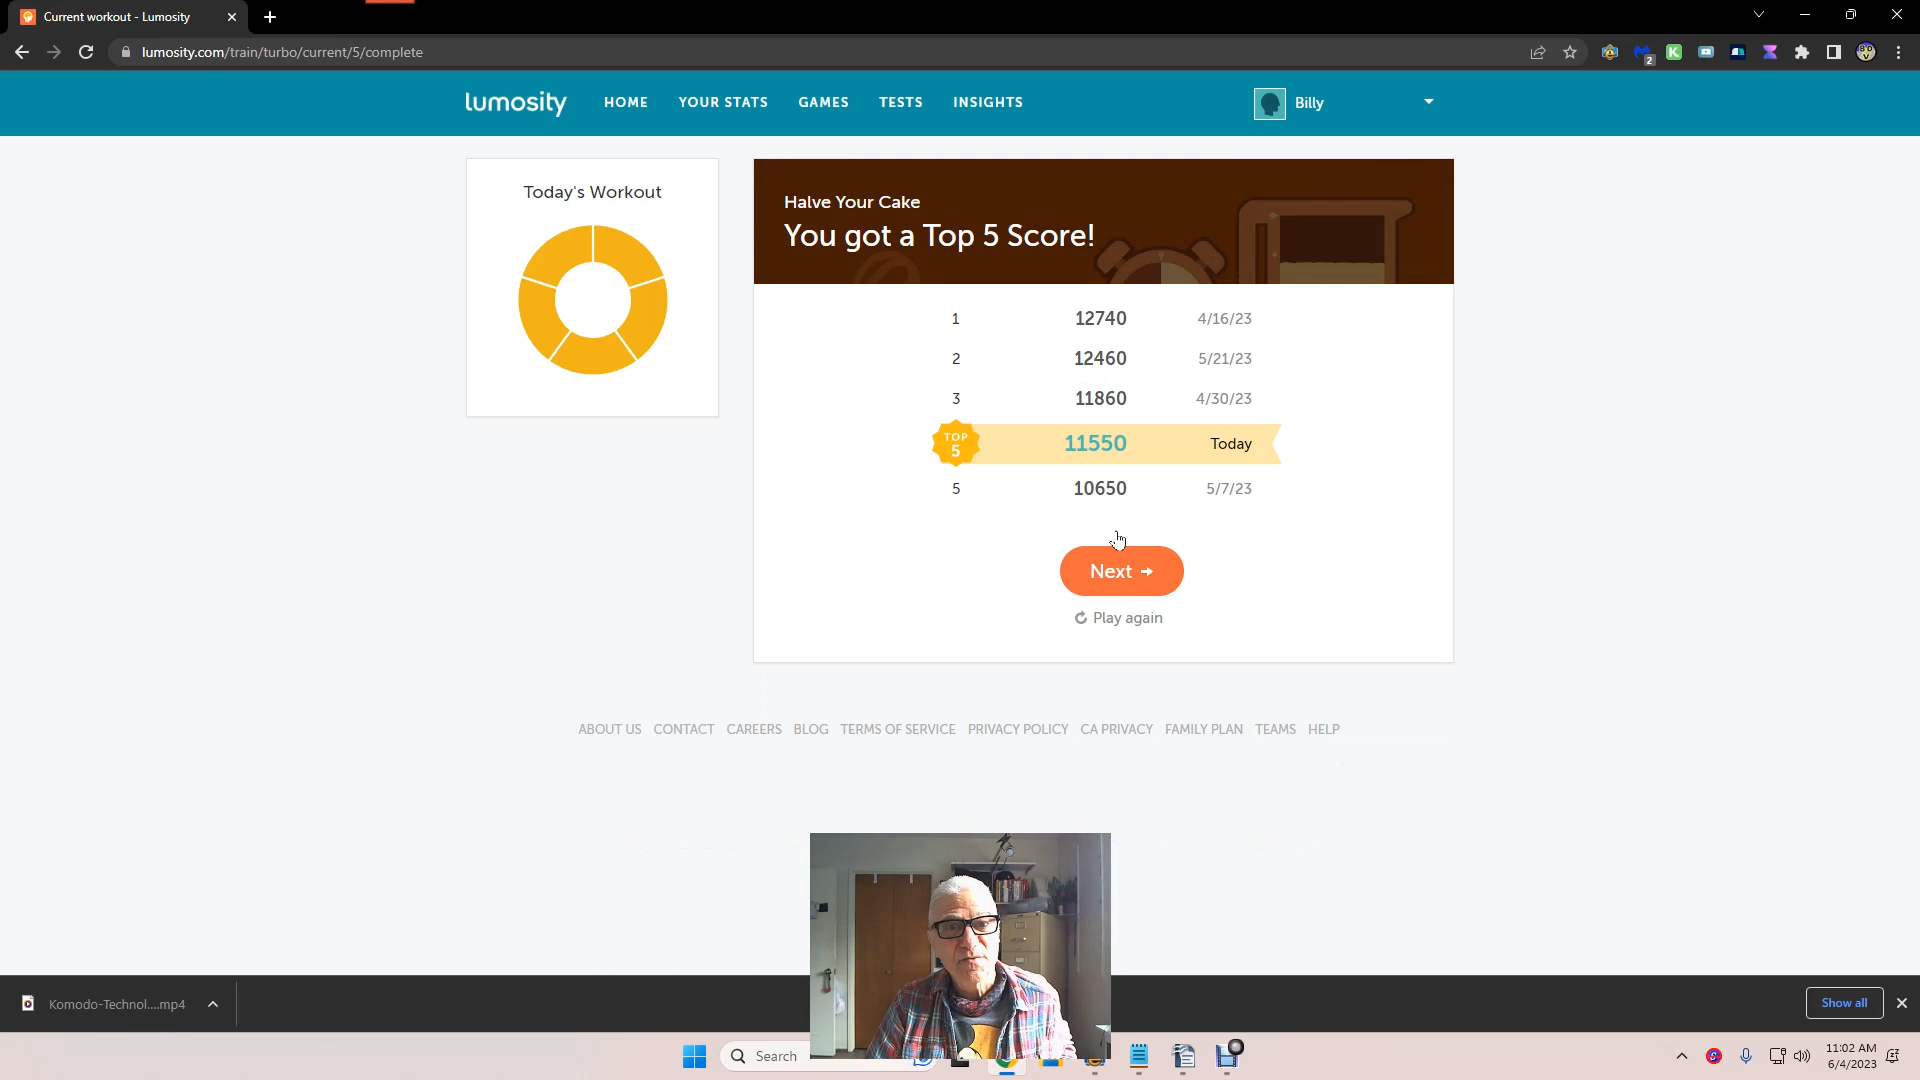 Current workout - Lumosity
lumosity.com/train/turbo/current/5/complete
2
lumosity
HOME
YOUR STATS
GAMES
TESTS
INSIGHTS
Billy
Today's Workout
Halve Your Cake
You got a Top 5 Score!
1 12740 4/16/23
2 12460 5/21/23
3 11860 4/30/23
TOP 5 11550 Today
5 10650 5/7/23
Next
Play again
ABOUT US CONTACT CAREERS BLOG TERMS OF SERVICE PRIVACY POLICY CA PRIVACY FAMILY PLAN TEAMS HELP
Komodo-Technol....mp4
Show all
Search
11:02 AM
6/4/2023